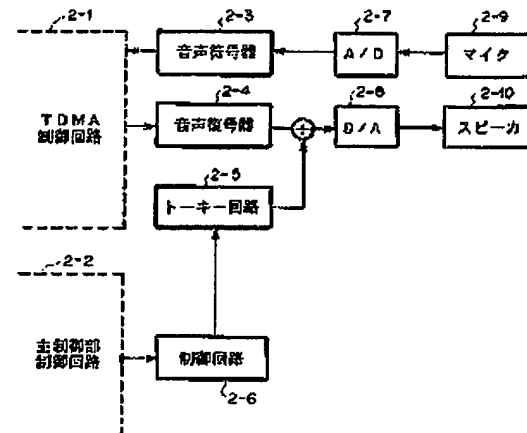 2-1
2-3
2-7
2-9
音声符号器
A/D
マイク
2-4
2-8
2-10
TDMA
制御回路
音声復号器
+
D/A
スピーカ
2-5
トーキー回路
2-2
主制御部
制御回路
制御回路
2-6